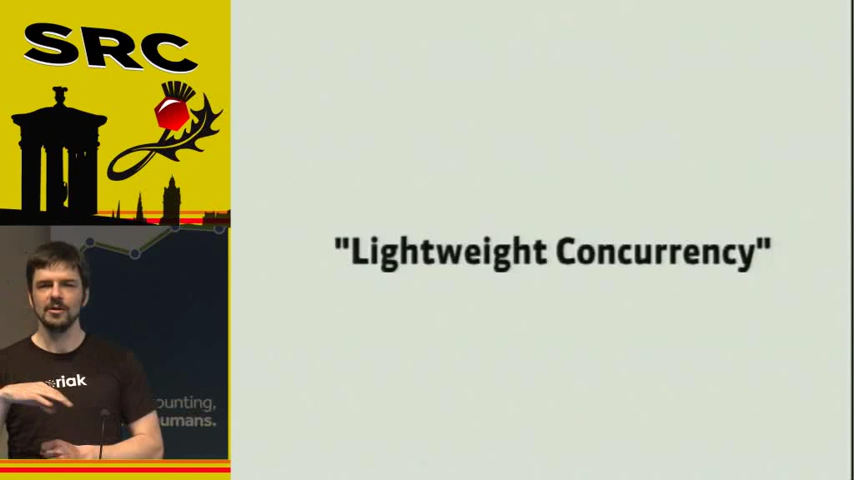 SRC
"Lightweight Concurrency"
riak
ounting,
umans.